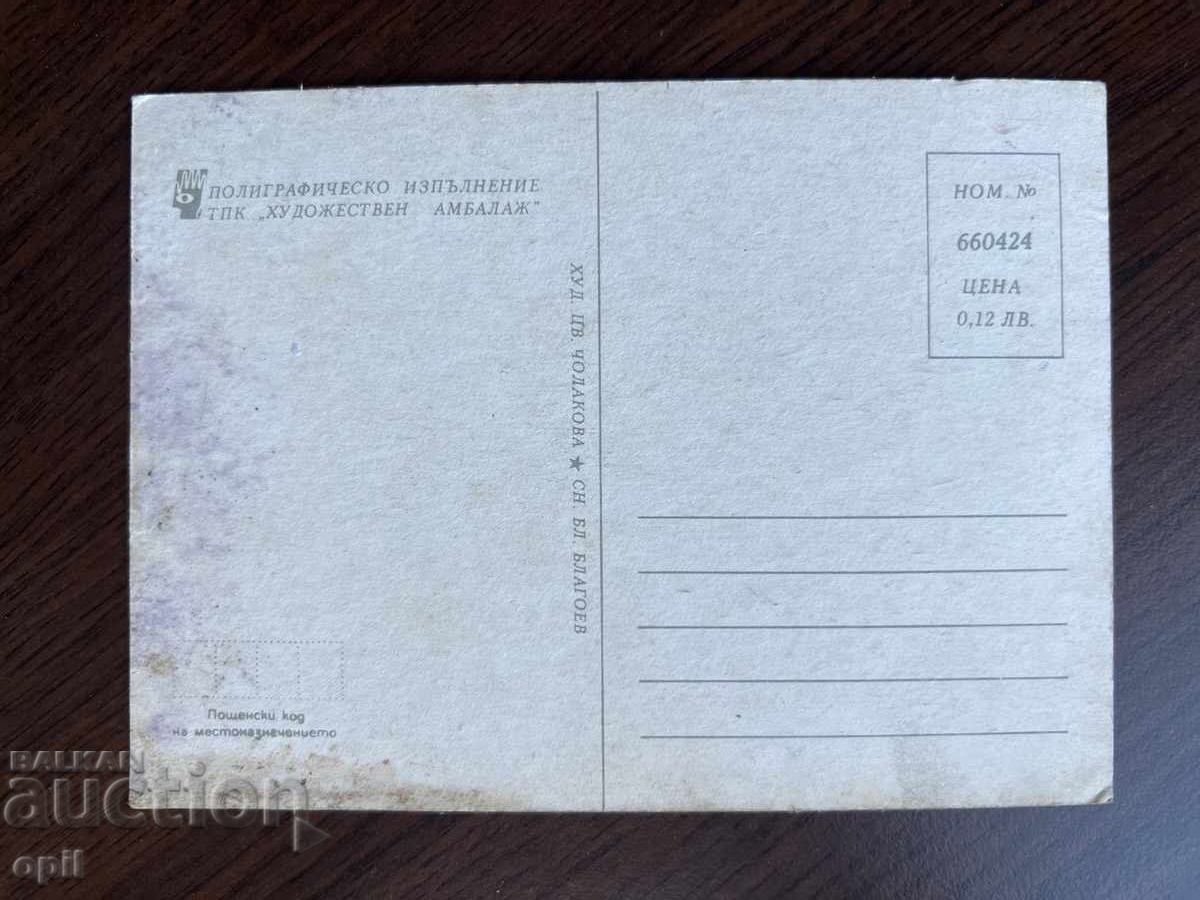 ПОЛИГРАФИЧЕСКО ИЗПЪЛНЕНИЕ
ТПК „ХУДОЖЕСТВЕН АМБАЛАЖ”
ХУД ЦВ. ЧОЛАКОВА ★ СН. БЛ. БЛАГОЕВ
НОМ. №
660424
ЦЕНА
0,12 ЛВ.
Пощенски код
на местоназначението
BALKAN
auction
opil